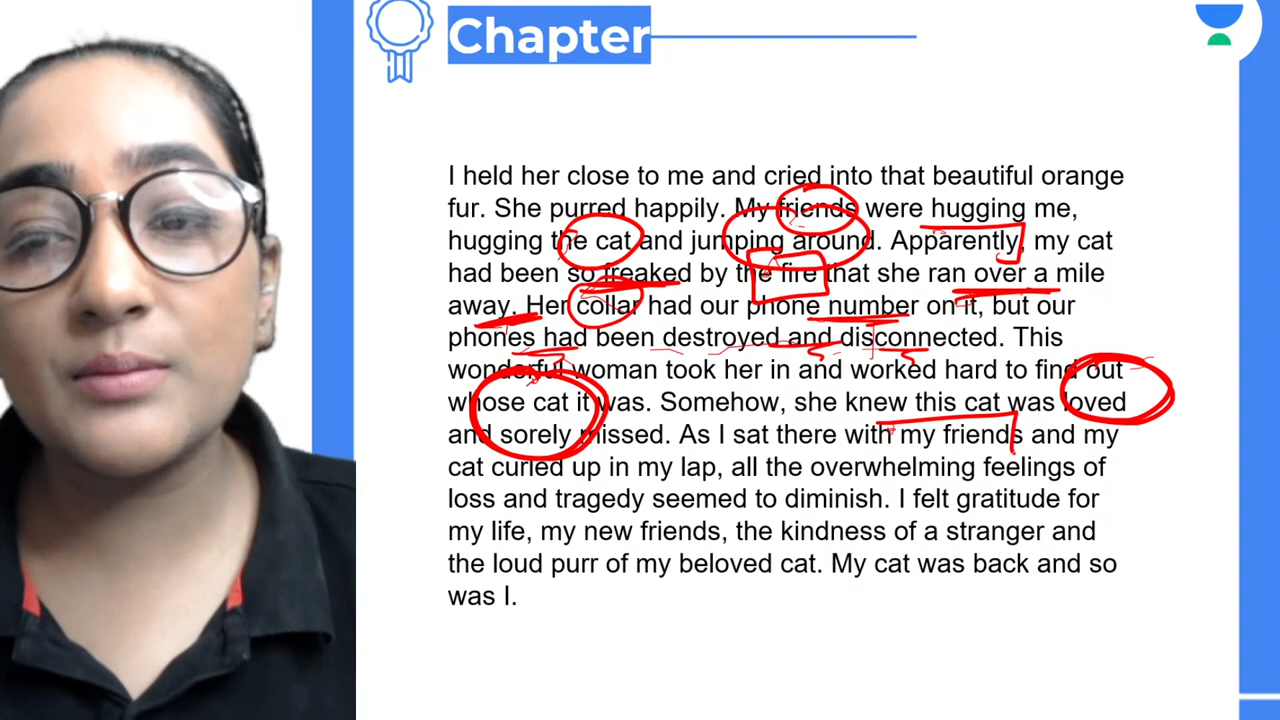 Chapter
I held her close to me and cried into that beautiful orange
fur. She purred happily. My friends were hugging me,
hugging the cat and jumping around. Apparently, my cat
had been so freaked by the fire that she ran over a mile
away. Her collar had our phone number on it, but our
phones had been destroyed and disconnected. This
wonderful woman took her in and worked hard to find out
whose cat it was. Somehow, she knew this cat was loved
and sorely missed. As I sat there with my friends and my
cat curled up in my lap, all the overwhelming feelings of
loss and tragedy seemed to diminish. I felt gratitude for
my life, my new friends, the kindness of a stranger and
the loud purr of my beloved cat. My cat was back and so
was I.